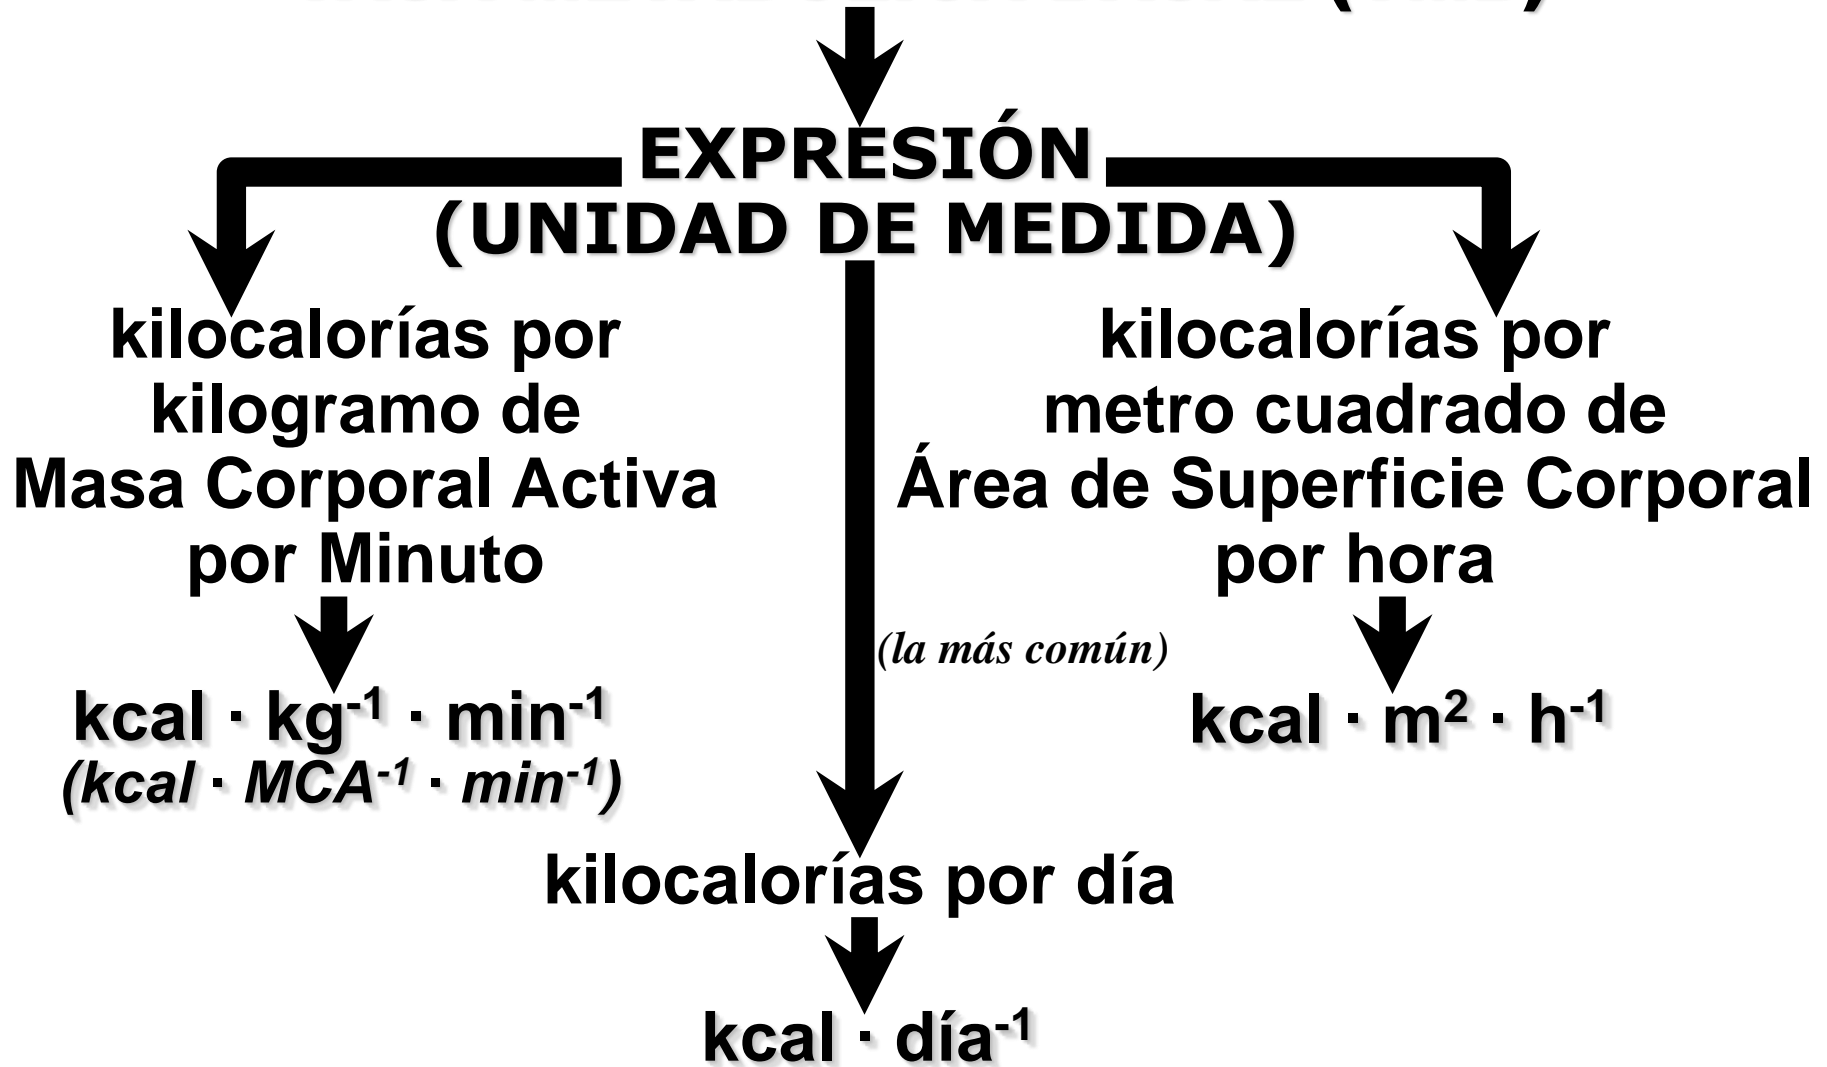 EXPRESIÓN
(UNIDAD DE MEDIDA)
kilocalorías por
kilogramo de
Masa Corporal Activa
por Minuto
kcal · kg⁻¹ · min⁻¹
(kcal · MCA⁻¹ · min⁻¹)
(la más común)
kilocalorías por día
kcal · día⁻¹
kilocalorías por
metro cuadrado de
Área de Superficie Corporal
por hora
kcal · m² · h⁻¹